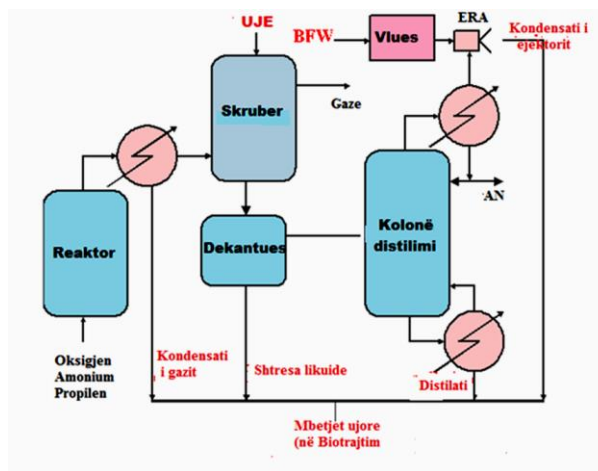 UJE
BFW
Vlues
ERA
Kondensati i
ejektorit
Skruber
Gaze
AN
Reaktor
Dekantues
Kolonë
distilimi
Oksigjen
Amonium
Propilen
Kondensati
i gazit
Shtresa likuide
Distilati
Mbetjet ujore
(në Biotrajtim